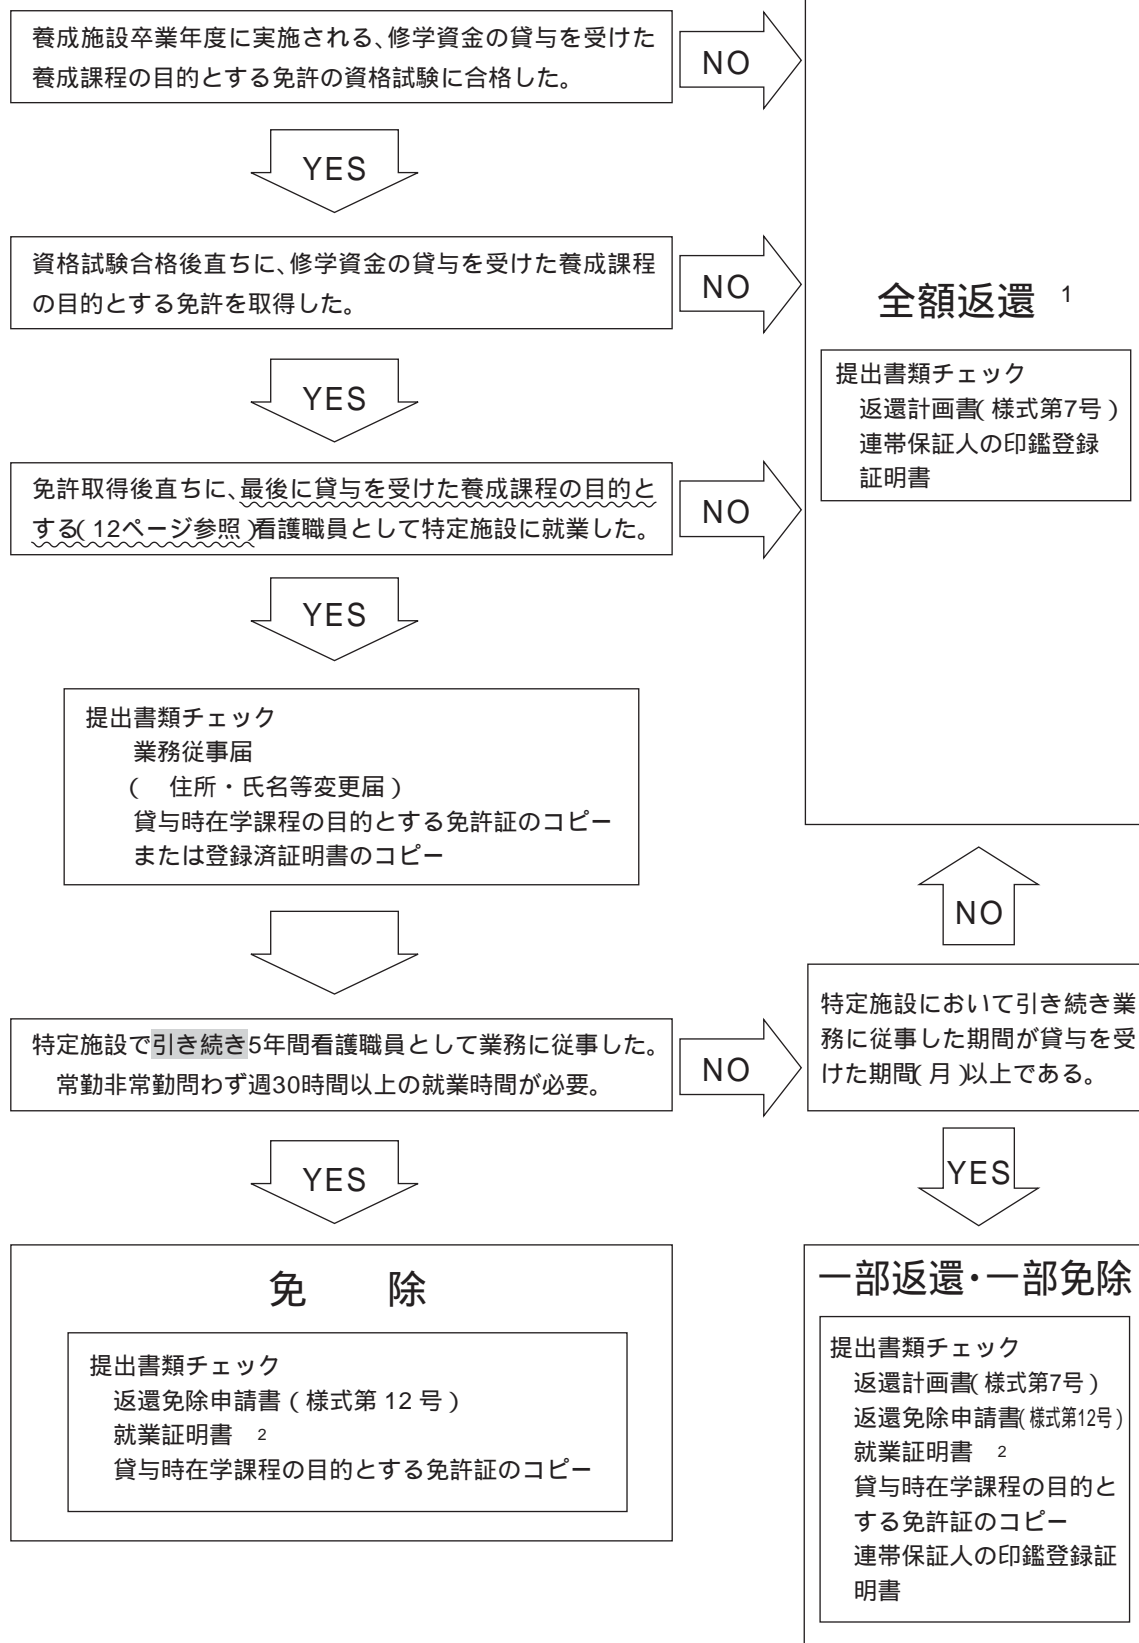 養成施設卒業年度に実施される、修学資金の貸与を受けた
養成課程の目的とする免許の資格試験に合格した。
NO
YES
資格試験合格後直ちに、修学資金の貸与を受けた養成課程
の目的とする免許を取得した。
NO
YES
免許取得後直ちに、最後に貸与を受けた養成課程の目的と
する(12ページ参照)看護職員として特定施設に就業した。
NO
YES
全額返還 1
提出書類チェック
返還計画書(様式第7号)
連帯保証人の印鑑登録
証明書
提出書類チェック
業務従事届
(　住所・氏名等変更届)
貸与時在学課程の目的とする免許証のコピー
または登録済証明書のコピー
特定施設で引き続き5年間看護職員として業務に従事した。
常勤非常勤問わず週30時間以上の就業時間が必要。
NO
特定施設において引き続き業
務に従事した期間が貸与を受
けた期間(月)以上である。
NO
YES
YES
免　除
提出書類チェック
返還免除申請書(様式第 12 号)
就業証明書 2
貸与時在学課程の目的とする免許証のコピー
一部返還・一部免除
提出書類チェック
返還計画書(様式第7号)
返還免除申請書(様式第12号)
就業証明書 2
貸与時在学課程の目的と
する免許証のコピー
連帯保証人の印鑑登録証
明書